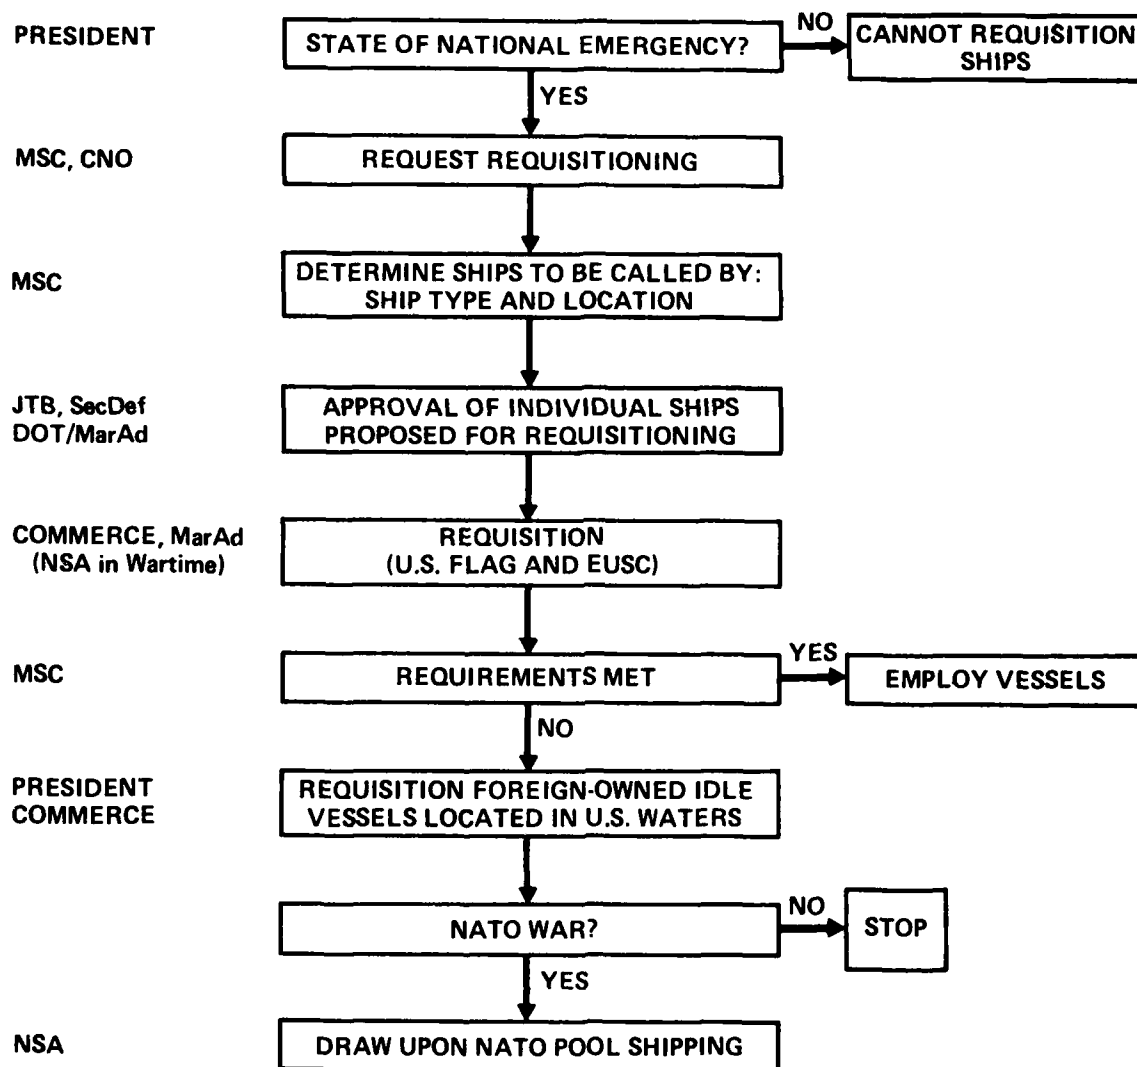 PRESIDENT
STATE OF NATIONAL EMERGENCY?
NO
CANNOT REQUISITION
SHIPS
YES
MSC, CNO
REQUEST REQUISITIONING
MSC
DETERMINE SHIPS TO BE CALLED BY:
SHIP TYPE AND LOCATION
JTB, SecDef
DOT/MarAd
APPROVAL OF INDIVIDUAL SHIPS
PROPOSED FOR REQUISITIONING
COMMERCE, MarAd
(NSA in Wartime)
REQUISITION
(U.S. FLAG AND EUSC)
MSC
REQUIREMENTS MET
YES
EMPLOY VESSELS
NO
PRESIDENT
COMMERCE
REQUISITION FOREIGN-OWNED IDLE
VESSELS LOCATED IN U.S. WATERS
NATO WAR?
NO
STOP
YES
NSA
DRAW UPON NATO POOL SHIPPING